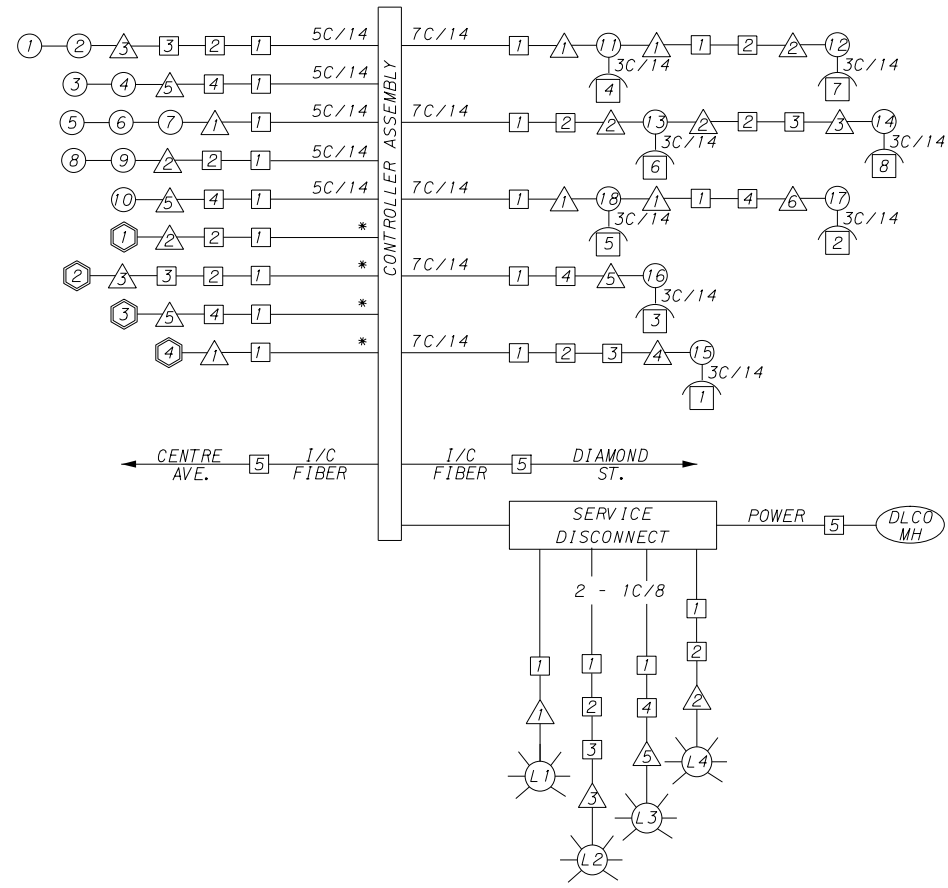 1 2 3 3 2 1 5C/14 7C/14 1 1 11 1 1 2 2 12
3C/14 3C/14
3 4 5 4 1 5C/14 4 7
5 6 7 1 1 5C/14 7C/14 1 2 2 13 2 2 3 3 14
3C/14 3C/14
8 9 2 2 1 5C/14 6 8
10 5 4 1 5C/14 7C/14 1 1 18 1 1 4 6 17
3C/14 3C/14
1 2 2 1 * 5 2
2 3 3 2 1 * 7C/14 1 4 5 16
3C/14
3 5 4 1 * 3
4 1 1 * 7C/14 1 2 3 4 15
3C/14
1
CONTROLLER ASSEMBLY
CENTRE AVE. 5 I/C FIBER
I/C FIBER 5 DIAMOND ST.
SERVICE DISCONNECT
POWER 5 DLCO MH
2 - 1C/8
1 1 L1
1 2 3 3 L2
1 4 5 L3
1 2 2 L4